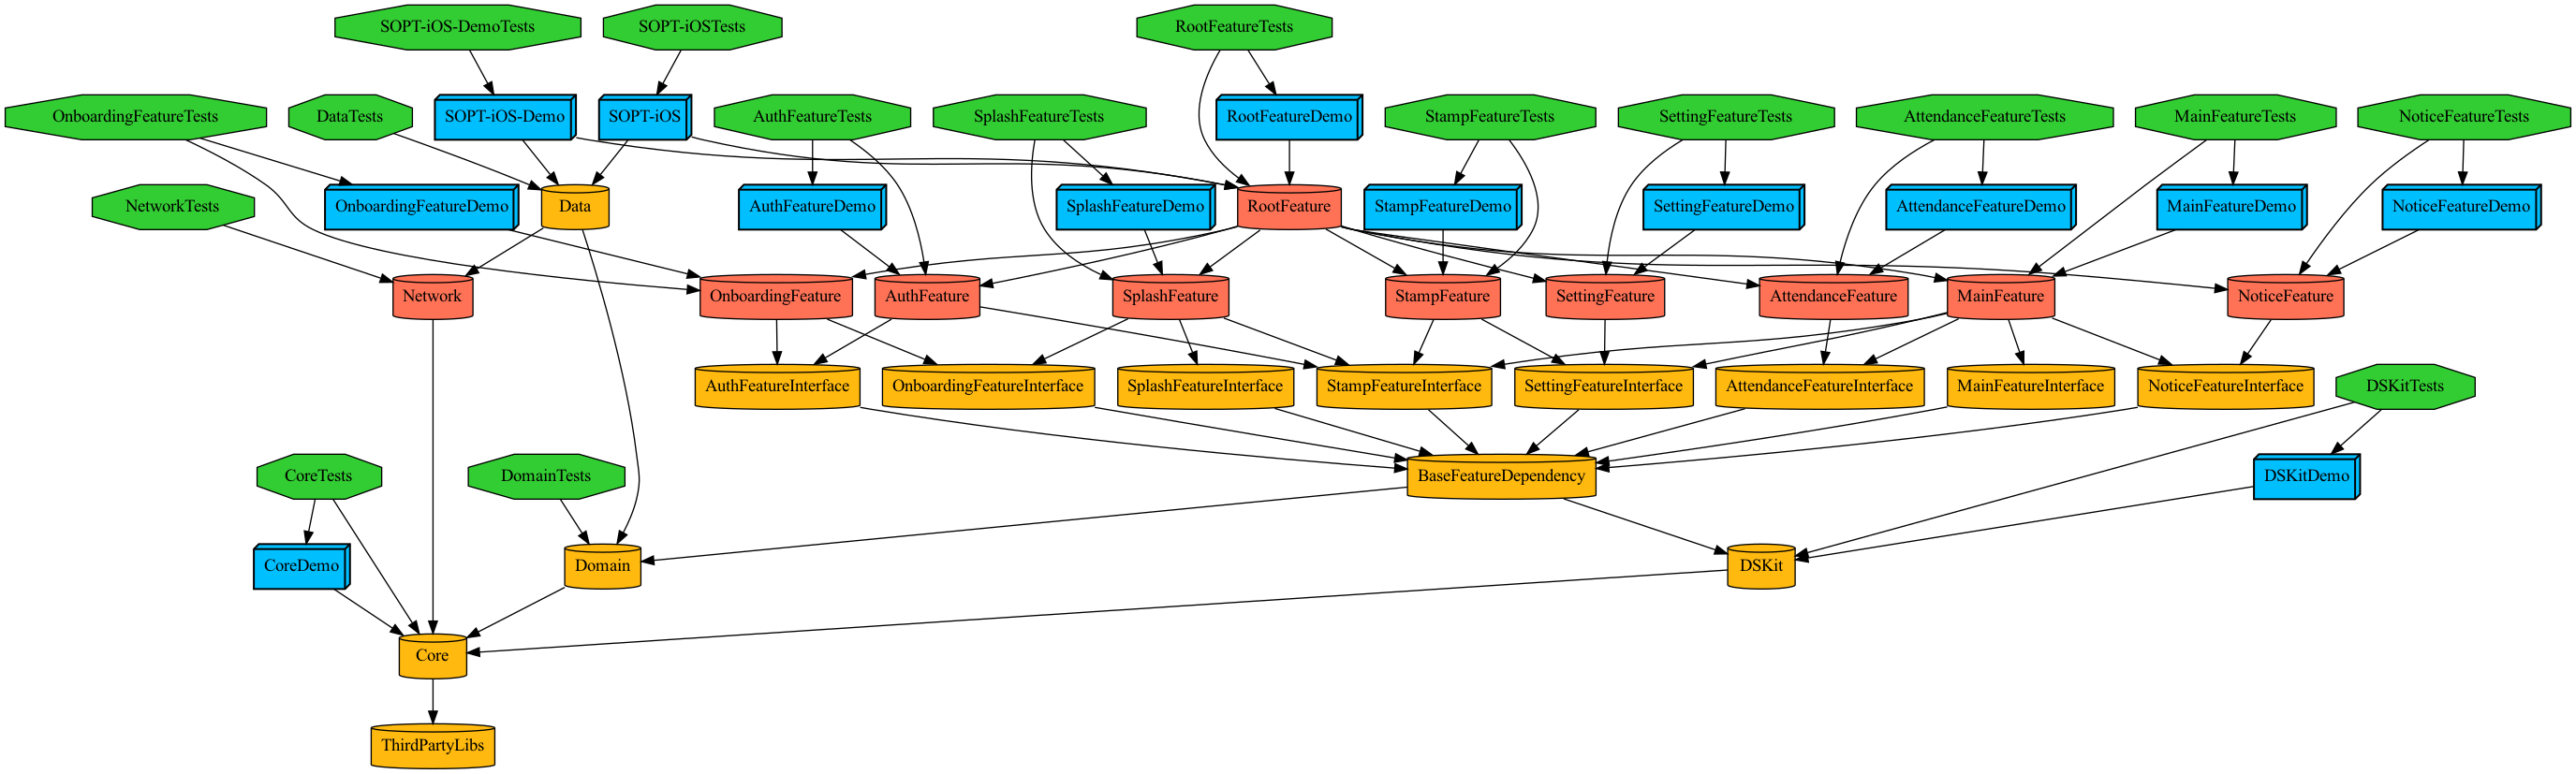 SOPT-iOS-DemoTests
SOPT-iOSTests
RootFeatureTests
OnboardingFeatureTests
DataTests
SOPT-iOS-Demo
SOPT-iOS
AuthFeatureTests
SplashFeatureTests
RootFeatureDemo
StampFeatureTests
SettingFeatureTests
AttendanceFeatureTests
MainFeatureTests
NoticeFeatureTests
NetworkTests
OnboardingFeatureDemo
Data
AuthFeatureDemo
SplashFeatureDemo
RootFeature
StampFeatureDemo
SettingFeatureDemo
AttendanceFeatureDemo
MainFeatureDemo
NoticeFeatureDemo
Network
OnboardingFeature
AuthFeature
SplashFeature
StampFeature
SettingFeature
AttendanceFeature
MainFeature
NoticeFeature
AuthFeatureInterface
OnboardingFeatureInterface
SplashFeatureInterface
StampFeatureInterface
SettingFeatureInterface
AttendanceFeatureInterface
MainFeatureInterface
NoticeFeatureInterface
DSKitTests
CoreTests
DomainTests
BaseFeatureDependency
DSKitDemo
CoreDemo
Domain
DSKit
Core
ThirdPartyLibs